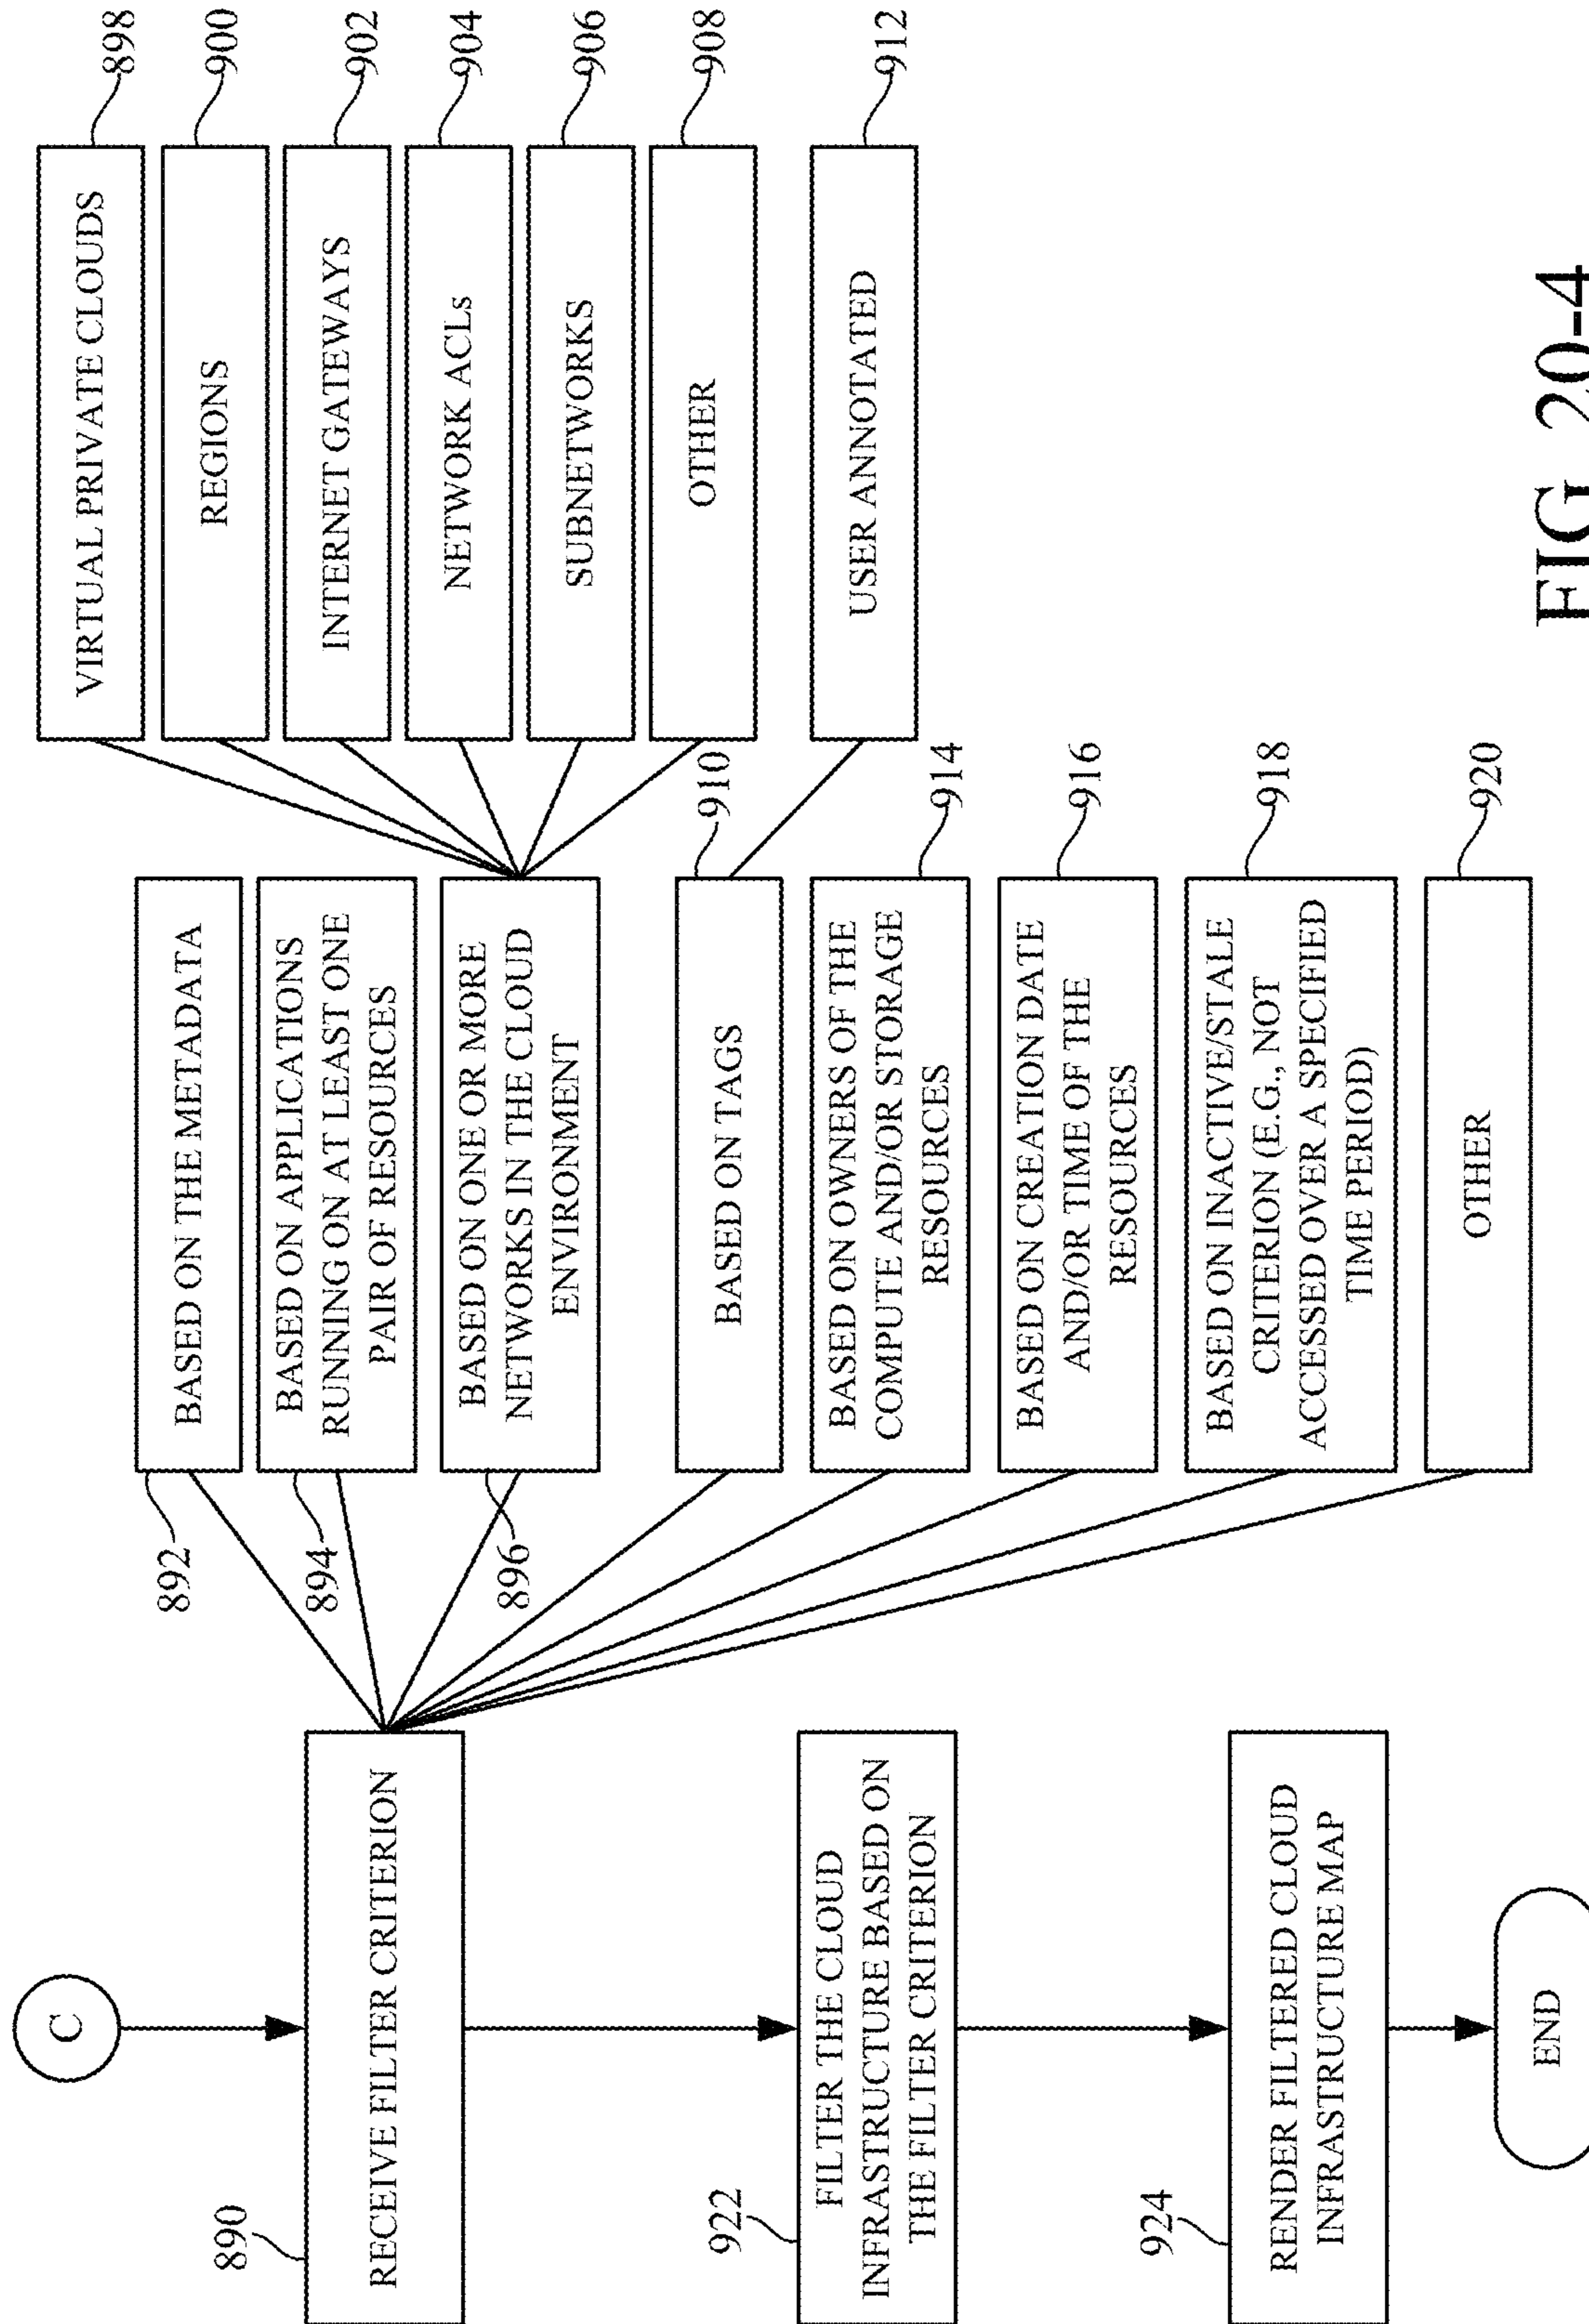 C
890
RECEIVE FILTER CRITERION
922
FILTER THE CLOUD
INFRASTRUCTURE BASED ON
THE FILTER CRITERION
924
RENDER FILTERED CLOUD
INFRASTRUCTURE MAP
END
892
BASED ON THE METADATA
894
BASED ON APPLICATIONS
RUNNING ON AT LEAST ONE
PAIR OF RESOURCES
896
BASED ON ONE OR MORE
NETWORKS IN THE CLOUD
ENVIRONMENT
910
BASED ON TAGS
914
BASED ON OWNERS OF THE
COMPUTE AND/OR STORAGE
RESOURCES
916
BASED ON CREATION DATE
AND/OR TIME OF THE
RESOURCES
918
BASED ON INACTIVE/STALE
CRITERION (E.G., NOT
ACCESSED OVER A SPECIFIED
TIME PERIOD)
920
OTHER
VIRTUAL PRIVATE CLOUDS
898
REGIONS
900
INTERNET GATEWAYS
902
NETWORK ACLs
904
SUBNETWORKS
906
OTHER
908
USER ANNOTATED
912
FIG. 20-4